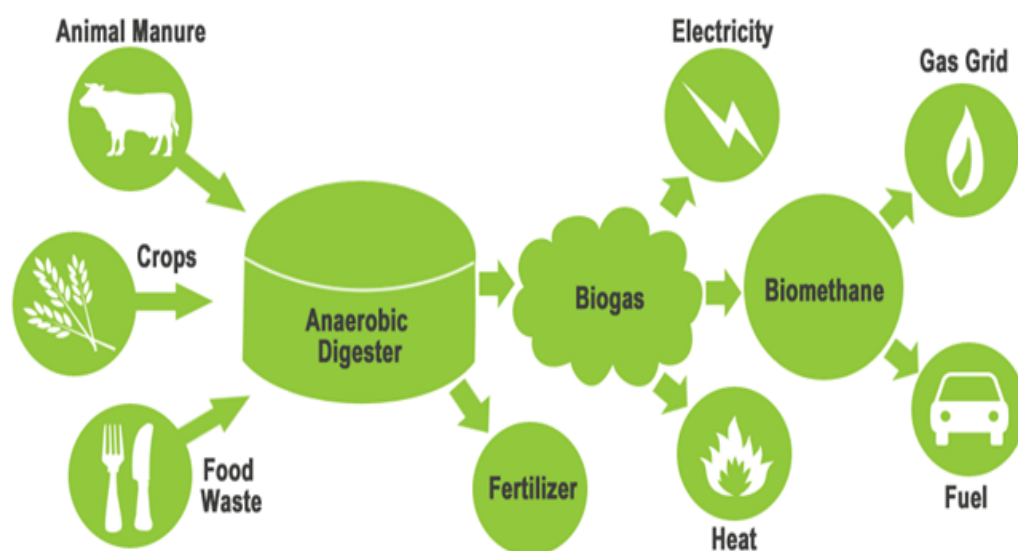 Animal Manure
Electricity
Gas Grid
Crops
Anaerobic
Digester
Biogas
Biomethane
Food
Waste
Fertilizer
Heat
Fuel